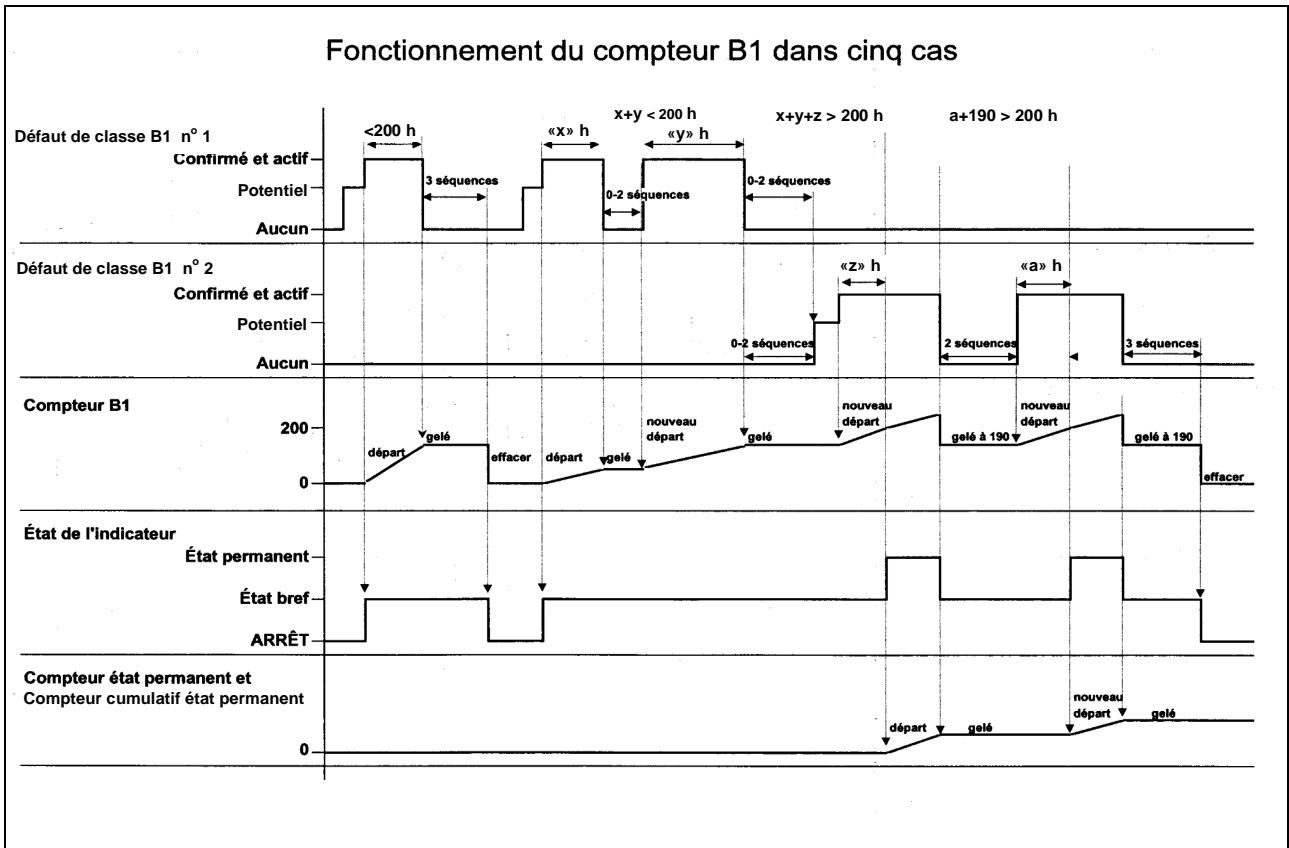 Fonctionnement du compteur B1 dans cinq cas
x+y < 200 h
x+y+z > 200 h
a+190 > 200 h
Défaut de classe B1 n° 1
<200 h
«x» h
«y» h
Confirmé et actif
3 séquences
0-2 séquences
0-2 séquences
Potentiel
Aucun
Défaut de classe B1 n° 2
«z» h
«a» h
Confirmé et actif
Potentiel
0-2 séquences
2 séquences
3 séquences
Aucun
Compteur B1
200
départ
gelé
effacer
départ
gelé
nouveau départ
gelé
nouveau départ
gelé à 190
nouveau départ
gelé à 190
effacer
0
État de l'indicateur
État permanent
État bref
ARRÊT
Compteur état permanent et
Compteur cumulatif état permanent
départ
gelé
nouveau départ
gelé
0